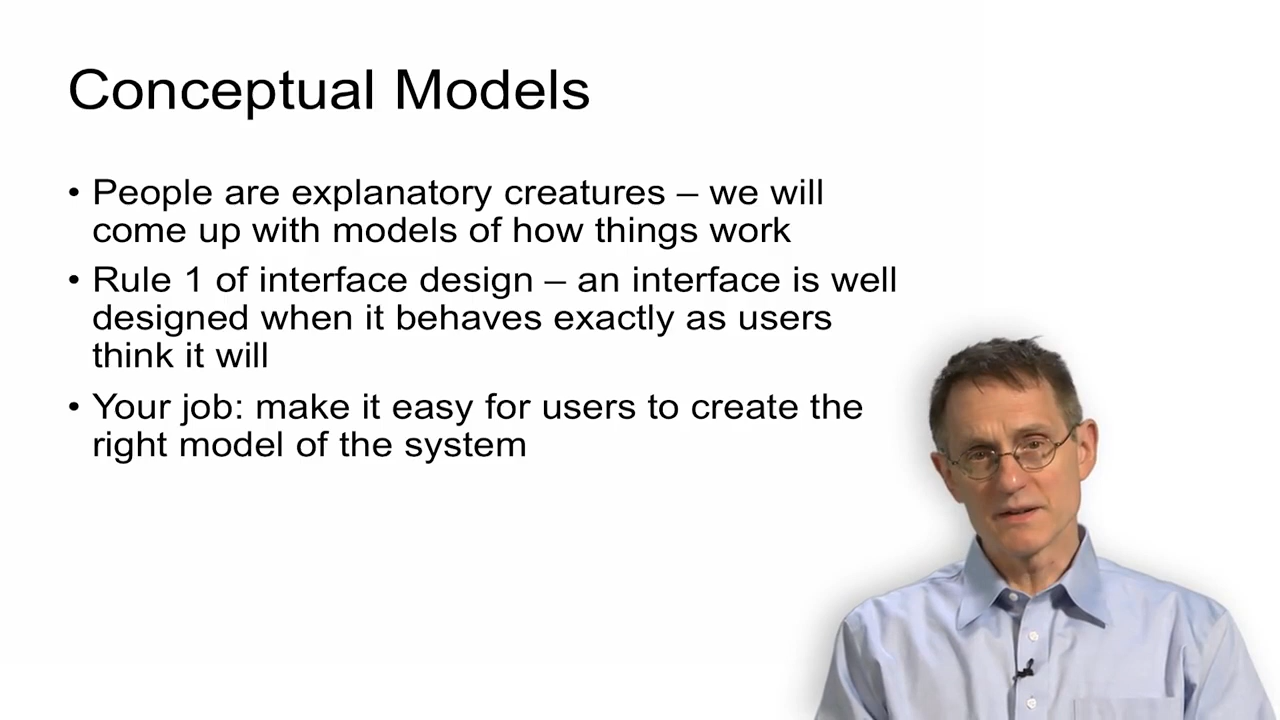 Conceptual Models
• People are explanatory creatures – we will
come up with models of how things work
• Rule 1 of interface design – an interface is well
designed when it behaves exactly as users
think it will
• Your job: make it easy for users to create the
right model of the system